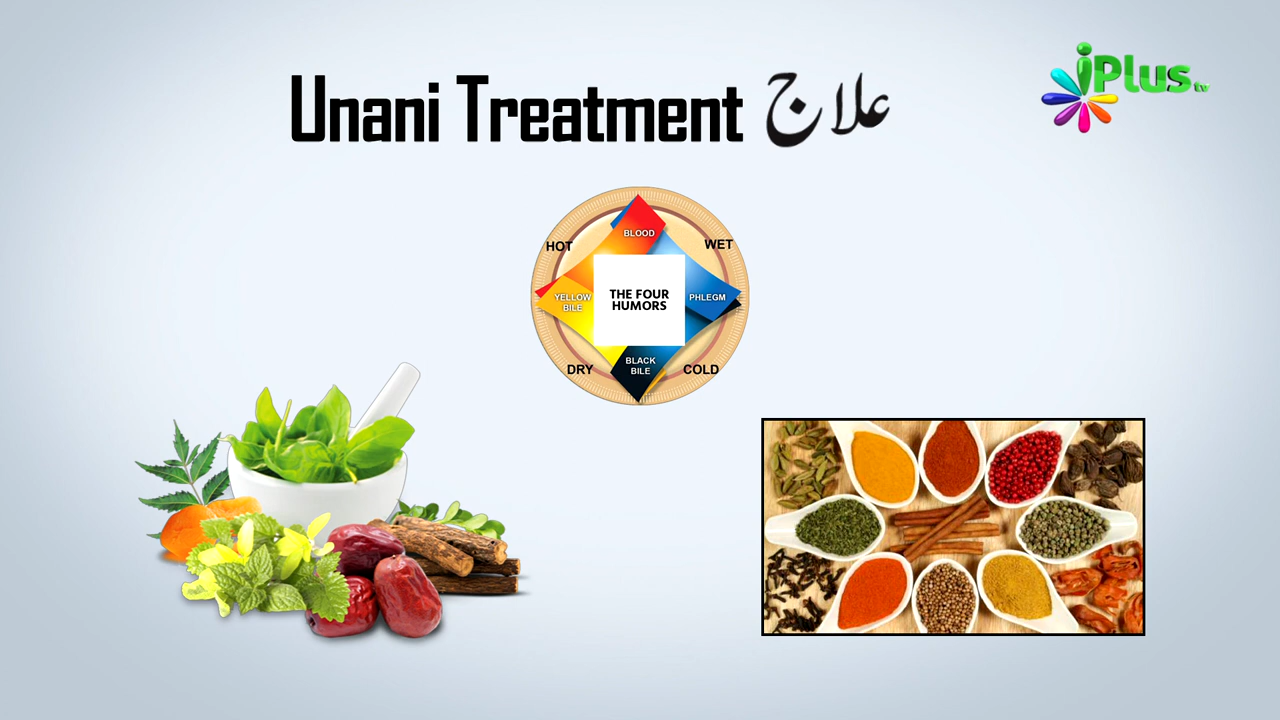 Unani Treatment علاج
iPlus tv
HOT
BLOOD
WET
YELLOW
BILE
THE FOUR
HUMORS
PHLEGM
DRY
BLACK
BILE
COLD